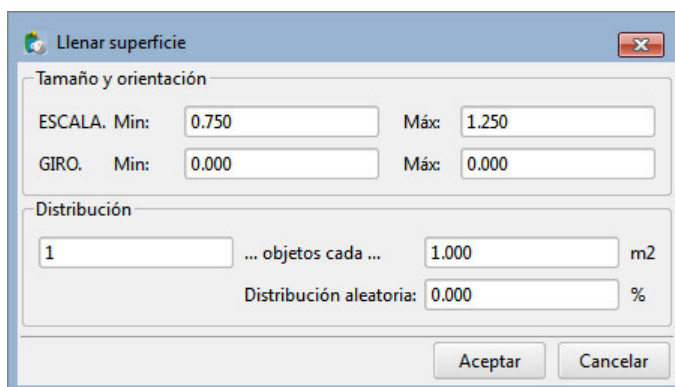 Llenar superficie
Tamaño y orientación
ESCALA. Min: 0.750 Máx: 1.250
GIRO. Min: 0.000 Máx: 0.000
Distribución
1 ... objetos cada ... 1.000 m2
Distribución aleatoria: 0.000 %
Aceptar Cancelar